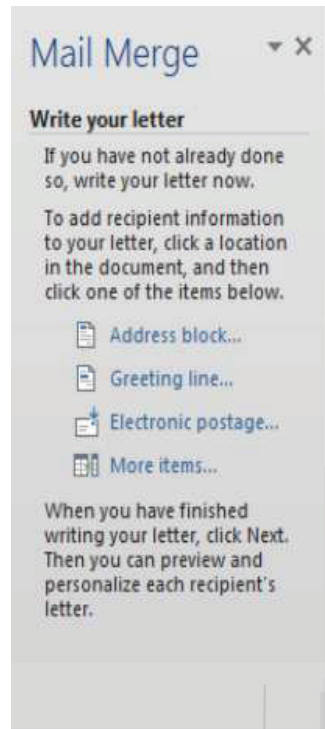 Mail Merge
Write your letter
If you have not already done
so, write your letter now.
To add recipient information
to your letter, click a location
in the document, and then
click one of the items below.
Address block...
Greeting line...
Electronic postage...
More items...
When you have finished
writing your letter, click Next.
Then you can preview and
personalize each recipient's
letter.